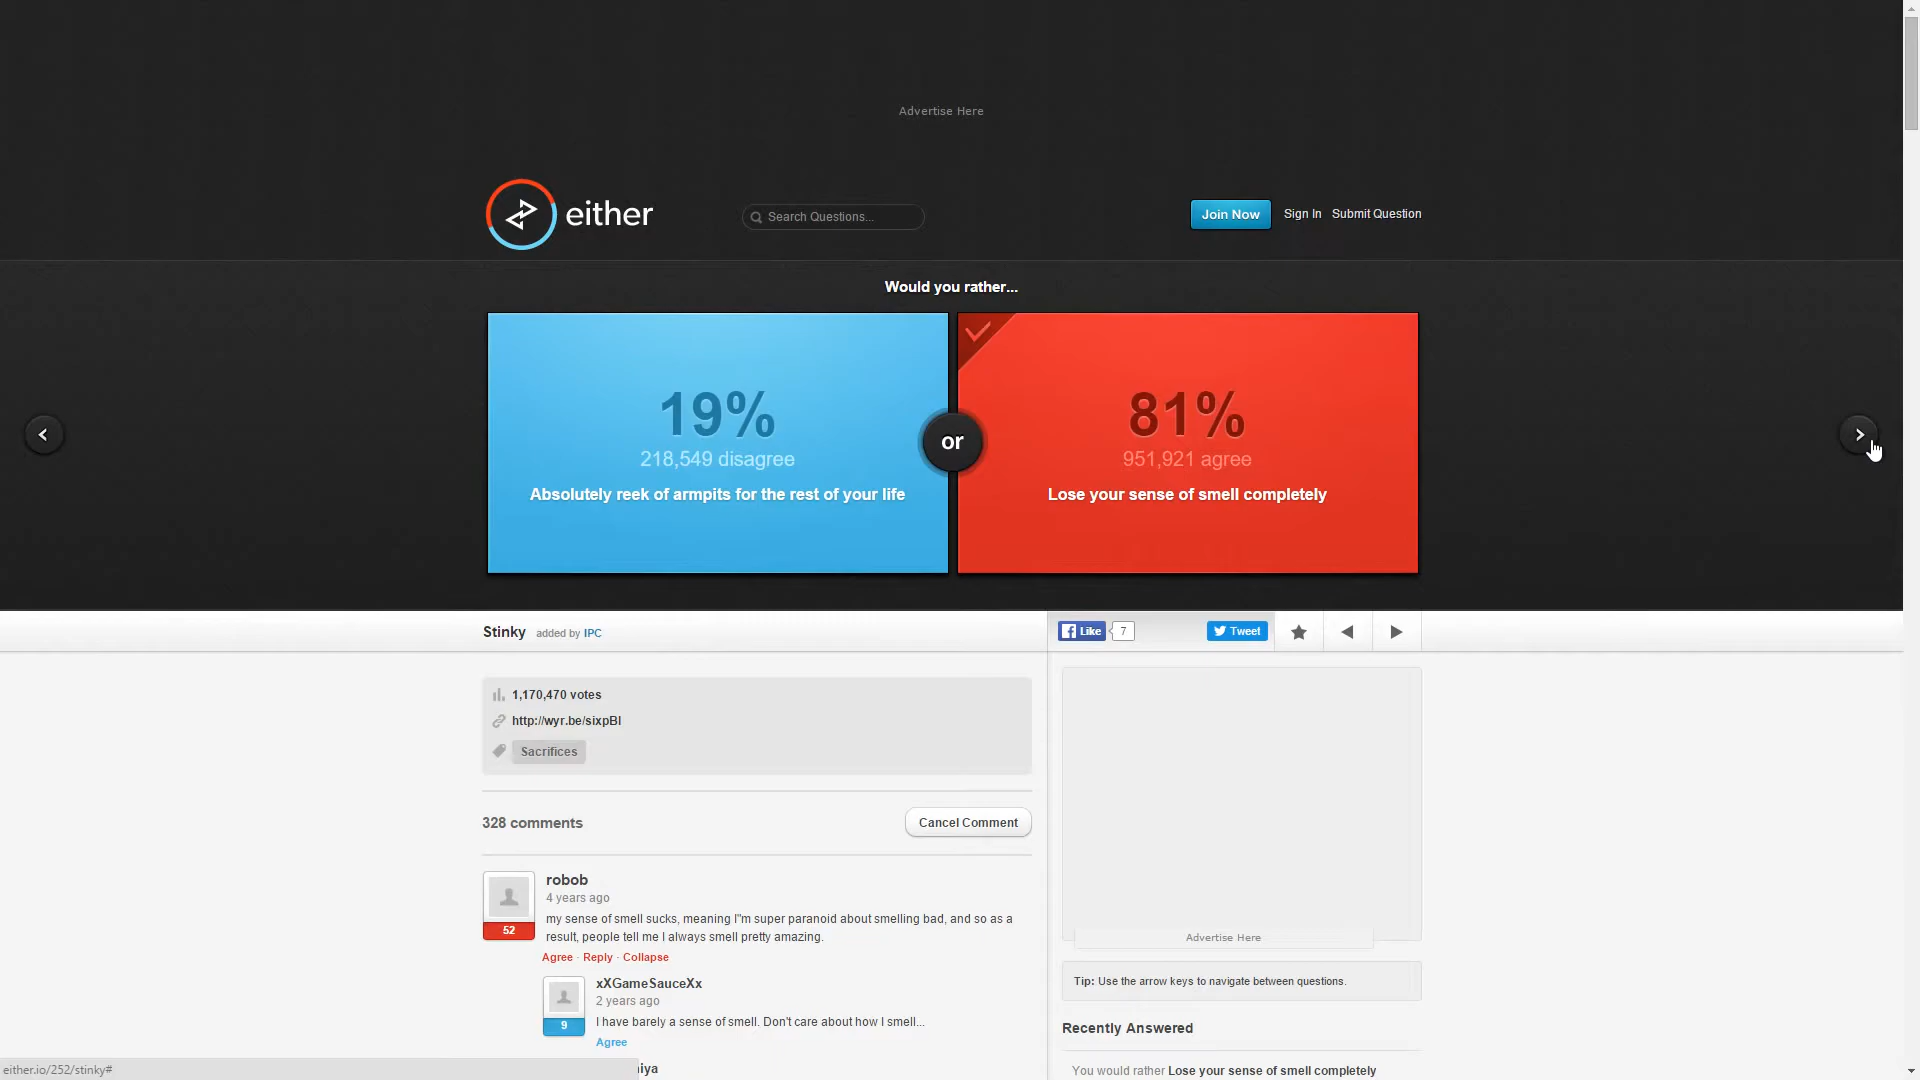 Advertise Here
either
Search Questions...
Join Now
Sign In
Submit Question
Would you rather...
19%
218,549 disagree
Absolutely reek of armpits for the rest of your life
or
81%
951,921 agree
Lose your sense of smell completely
Stinky added by IPC
Like 7
Tweet
1,170,470 votes
http://wyr.be/sixpBl
Sacrifices
328 comments
Cancel Comment
robob
4 years ago
52
my sense of smell sucks, meaning I"m super paranoid about smelling bad, and so as a
result, people tell me I always smell pretty amazing.
Agree · Reply · Collapse
xXGameSauceXx
2 years ago
9
I have barely a sense of smell. Don't care about how I smell...
Agree
Advertise Here
Tip: Use the arrow keys to navigate between questions.
Recently Answered
You would rather Lose your sense of smell completely
either.io/252/stinky#